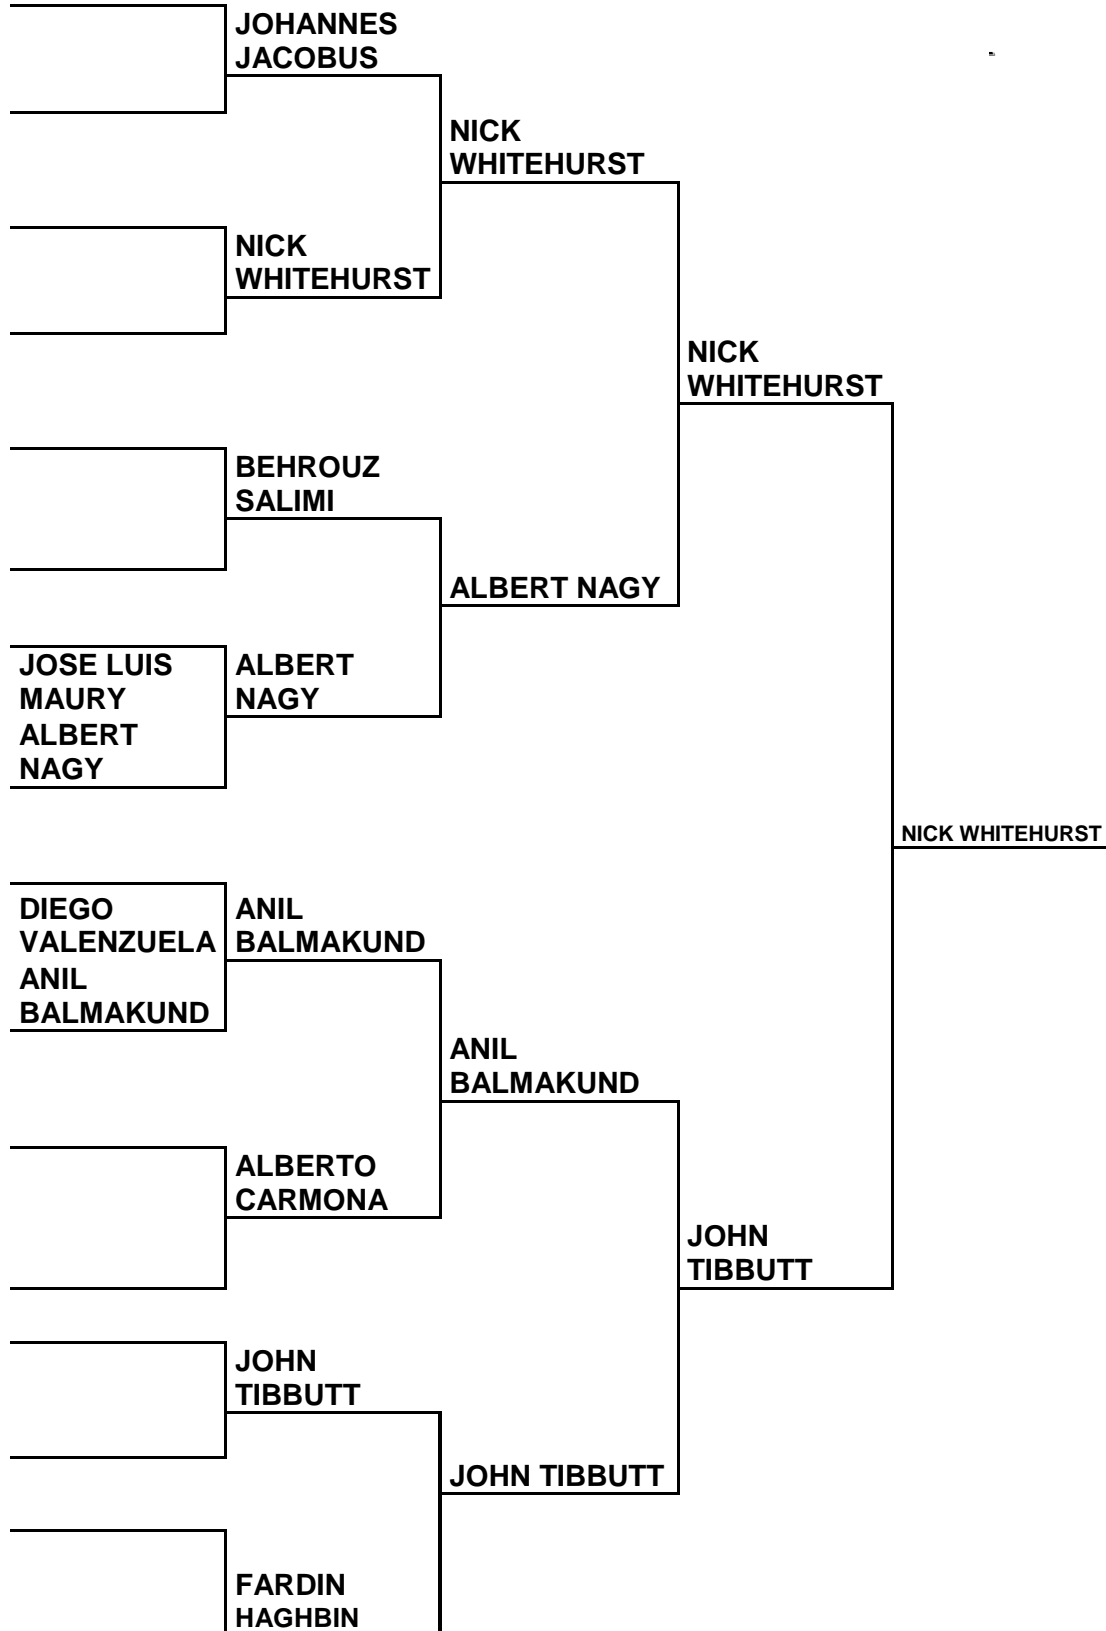 JOHANNES
JACOBUS
NICK
WHITEHURST
NICK
WHITEHURST
NICK
WHITEHURST
BEHROUZ
SALIMI
ALBERT NAGY
JOSE LUIS
MAURY
ALBERT
NAGY
ALBERT
NAGY
NICK WHITEHURST
DIEGO
VALENZUELA
ANIL
BALMAKUND
ANIL
BALMAKUND
ANIL
BALMAKUND
ALBERTO
CARMONA
JOHN
TIBBUTT
JOHN
TIBBUTT
JOHN TIBBUTT
FARDIN
HAGHBIN